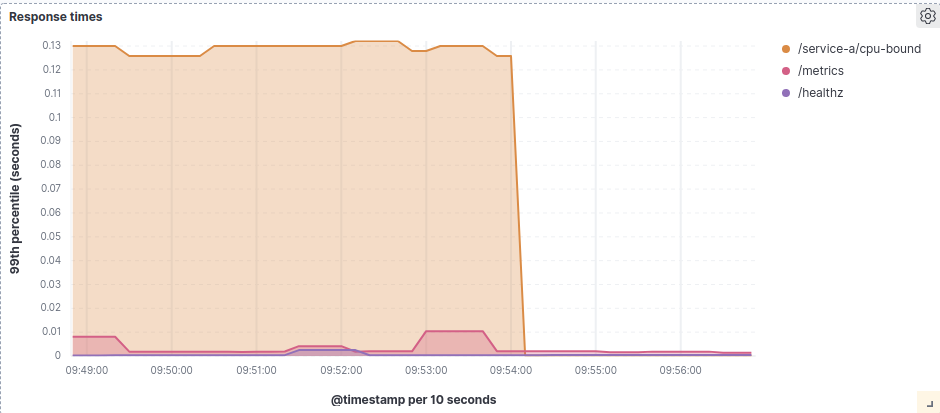 Response times
/service-a/cpu-bound
/metrics
/healthz
99th percentile (seconds)
0.13
0.12
0.11
0.1
0.09
0.08
0.07
0.06
0.05
0.04
0.03
0.02
0.01
0
09:49:00 09:50:00 09:51:00 09:52:00 09:53:00 09:54:00 09:55:00 09:56:00
@timestamp per 10 seconds